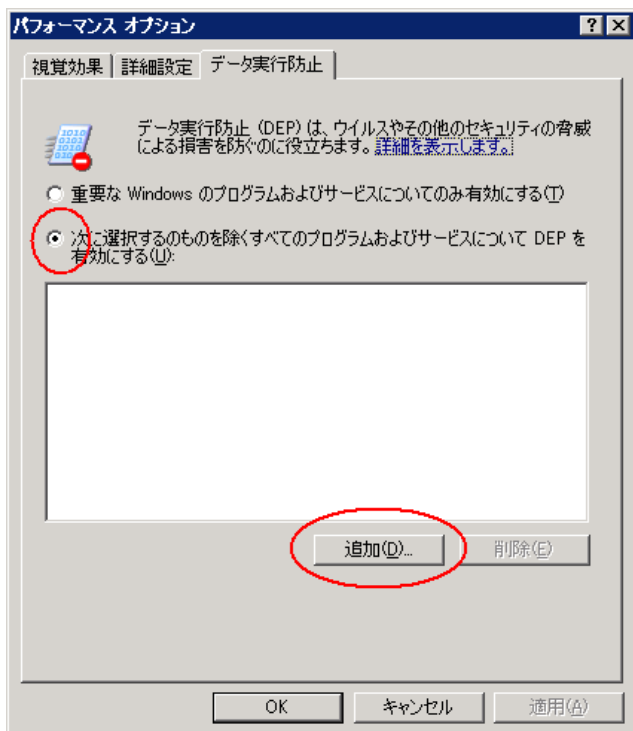 パフォーマンス オプション
視覚効果
詳細設定
データ実行防止
データ実行防止 (DEP) は、ウイルスやその他のセキュリティの脅威
による損害を防ぐのに役立ちます。詳細を表示します。
重要な Windows のプログラムおよびサービスについてのみ有効にする(T)
次に選択するのものを除くすべてのプログラムおよびサービスについて DEP を
有効にする(U):
追加(D)...
削除(E)
OK
キャンセル
適用(A)